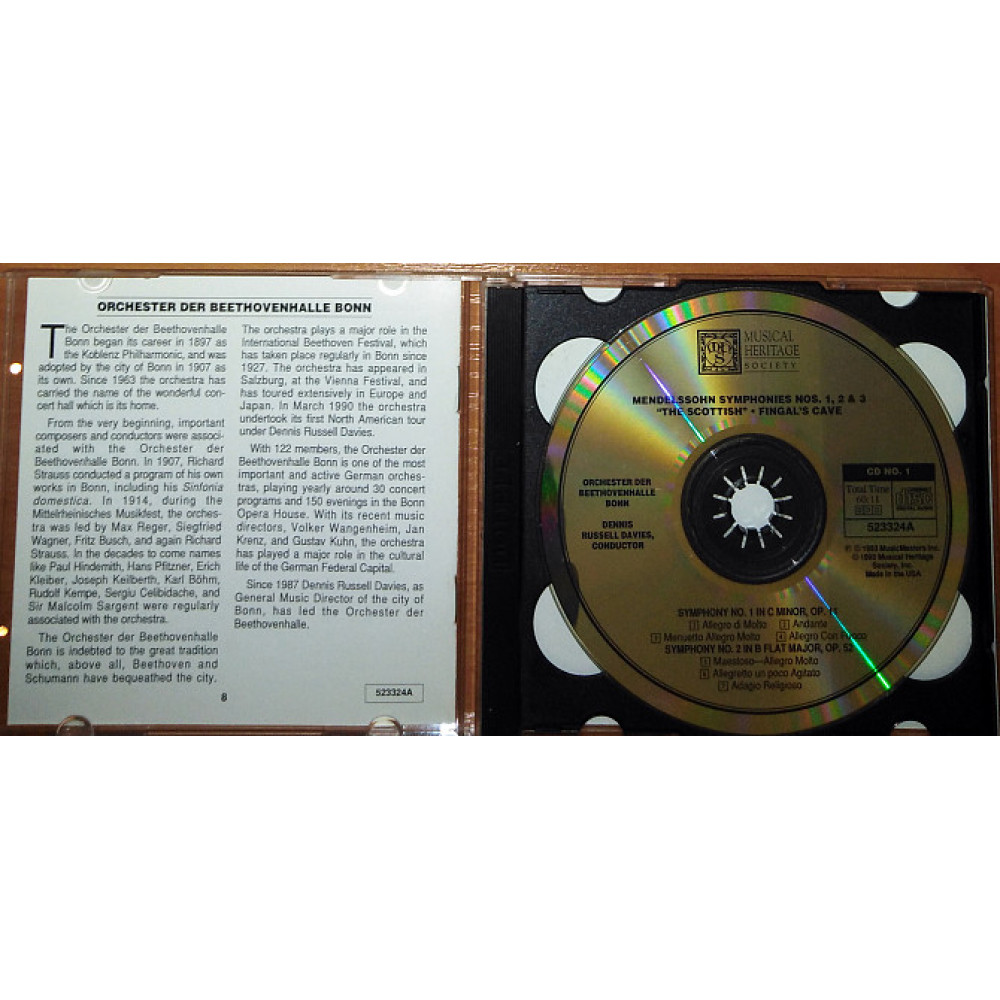 ORCHESTER DER BEETHOVENHALLE BONN
The Orchester der Beethovenhalle
Bonn began its career in 1897 as
the Koblenz Philharmonic, and was
adopted by the city of Bonn in 1907 as
its own. Since 1963 the orchestra has
carried the name of the wonderful con-
cert hall which is its home.
From the very beginning, important
composers and conductors were associ-
ated with the Orchester der
Beethovenhalle Bonn. In 1907, Richard
Strauss conducted a program of his own
works in Bonn, including his Sinfonia
domestica. In 1914, during the
Mittelrheinisches Musikfest, the orches-
tra was led by Max Reger, Siegfried
Wagner, Fritz Busch, and again Richard
Strauss. In the decades to come names
like Paul Hindemith, Hans Pfitzner, Erich
Kleiber, Joseph Keilberth, Karl Böhm,
Rudolf Kempe, Sergiu Celibidache, and
Sir Malcolm Sargent were regularly
associated with the orchestra.
The Orchester der Beethovenhalle
Bonn is indebted to the great tradition
which, above all, Beethoven and
Schumann have bequeathed the city.
The orchestra plays a major role in the
International Beethoven Festival, which
has taken place regularly in Bonn since
1927. The orchestra has appeared in
Salzburg, at the Vienna Festival, and
has toured extensively in Europe and
Japan. In March 1990 the orchestra
undertook its first North American tour
under Dennis Russell Davies.
With 122 members, the Orchester der
Beethovenhalle Bonn is one of the most
important and active German orches-
tras, playing yearly around 30 concert
programs and 150 evenings in the Bonn
Opera House. With its recent music
directors, Volker Wangenheim, Jan
Krenz, and Gustav Kuhn, the orchestra
has played a major role in the cultural
life of the German Federal Capital.
Since 1987 Dennis Russell Davies, as
General Music Director of the city of
Bonn, has led the Orchester der
Beethovenhalle.
8
523324A
MUSICAL
HERITAGE
SOCIETY
MENDELSSOHN SYMPHONIES NOS. 1, 2 & 3
"THE SCOTTISH" • FINGAL'S CAVE
ORCHESTER DER
BEETHOVENHALLE
BONN
DENNIS
RUSSELL DAVIES,
CONDUCTOR
CD NO. 1
Total Time
60:11
DDD
COMPACT
disc
DIGITAL AUDIO
523324A
℗ © 1993 MusicMasters Inc.
© 1993 Musical Heritage
Society, Inc.
Made in the USA
SYMPHONY NO. 1 IN C MINOR, OP. 11
1 Allegro di Molto 2 Andante
3 Menuetto Allegro Molto 4 Allegro Con Fuoco
SYMPHONY NO. 2 IN B FLAT MAJOR, OP. 52
5 Maestoso—Allegro Molto
6 Allegretto un poco Agitato
7 Adagio Religioso